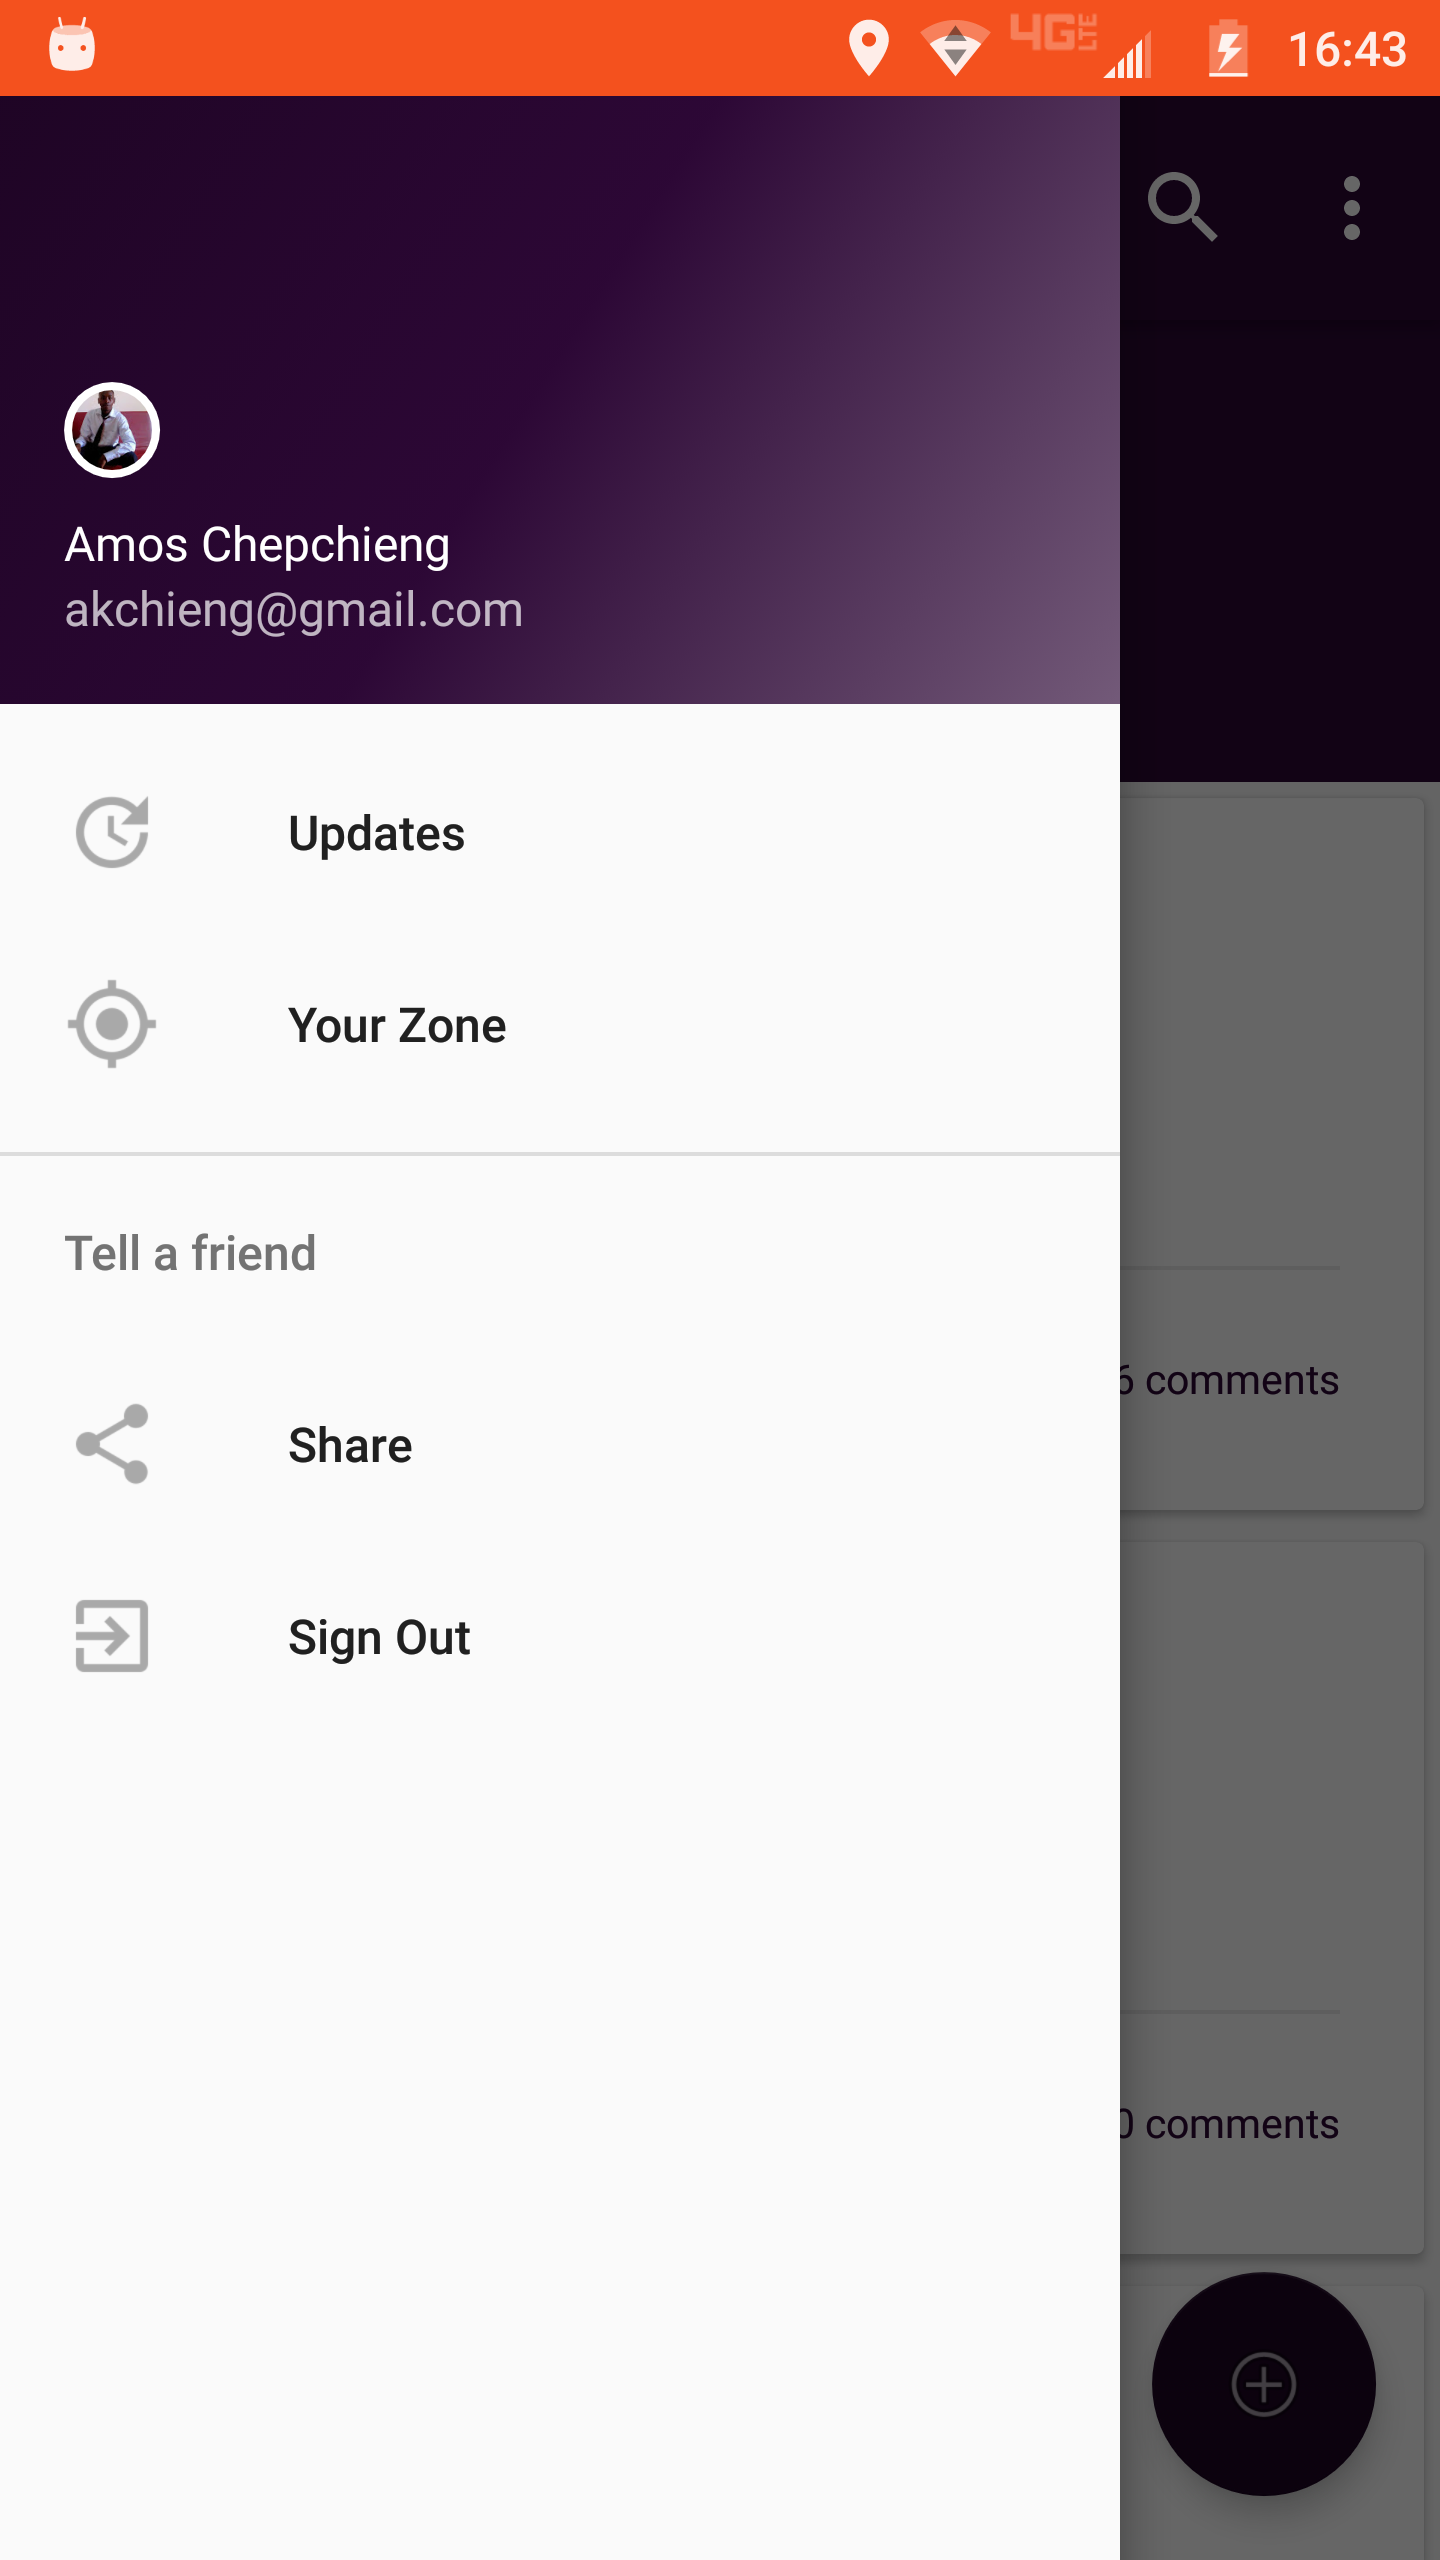 4G LTE 16:43
Amos Chepchieng
akchieng@gmail.com
Updates
Your Zone
Tell a friend
6 comments
Share
Sign Out
0 comments